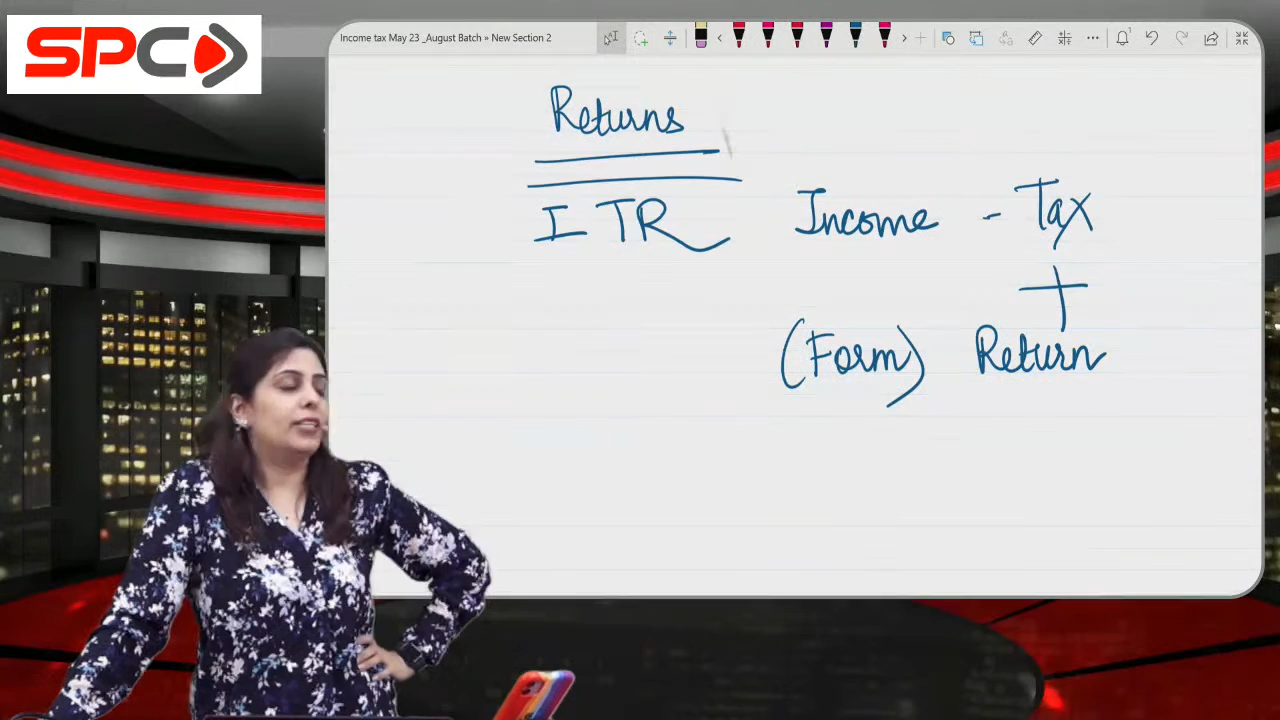 SPC
Income tax May 23 _August Batch » New Section 2
Returns
ITR
Income - Tax
+
(Form) Return